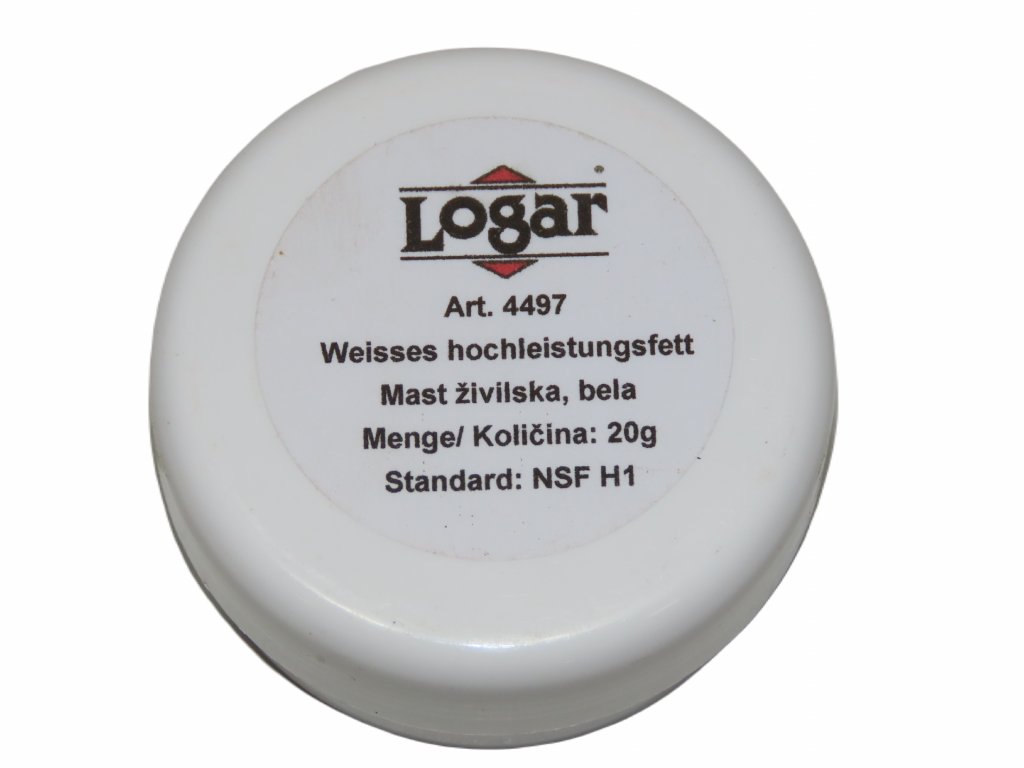 Logar
Art. 4497
Weisses hochleistungsfett
Mast živilska, bela
Menge/ Količina: 20g
Standard: NSF H1